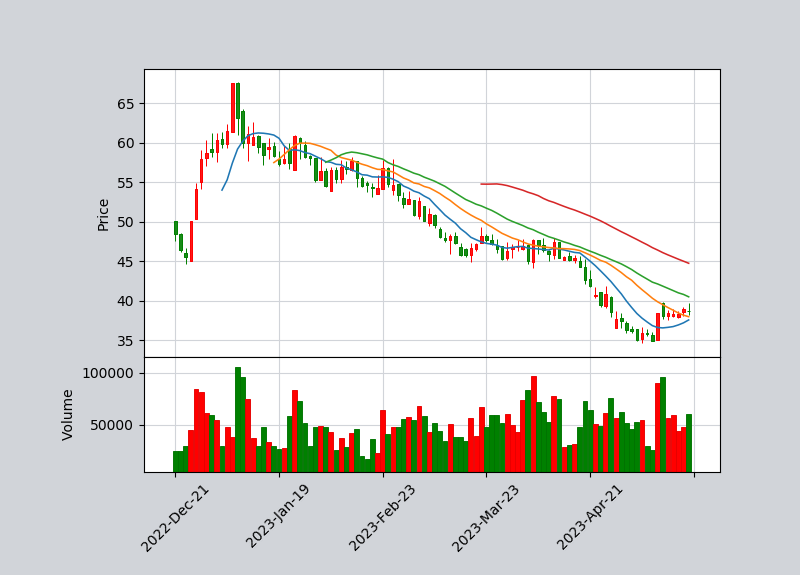 Price
65
60
55
50
45
40
35
Volume
100000
50000
2022-Dec-21
2023-Jan-19
2023-Feb-23
2023-Mar-23
2023-Apr-21